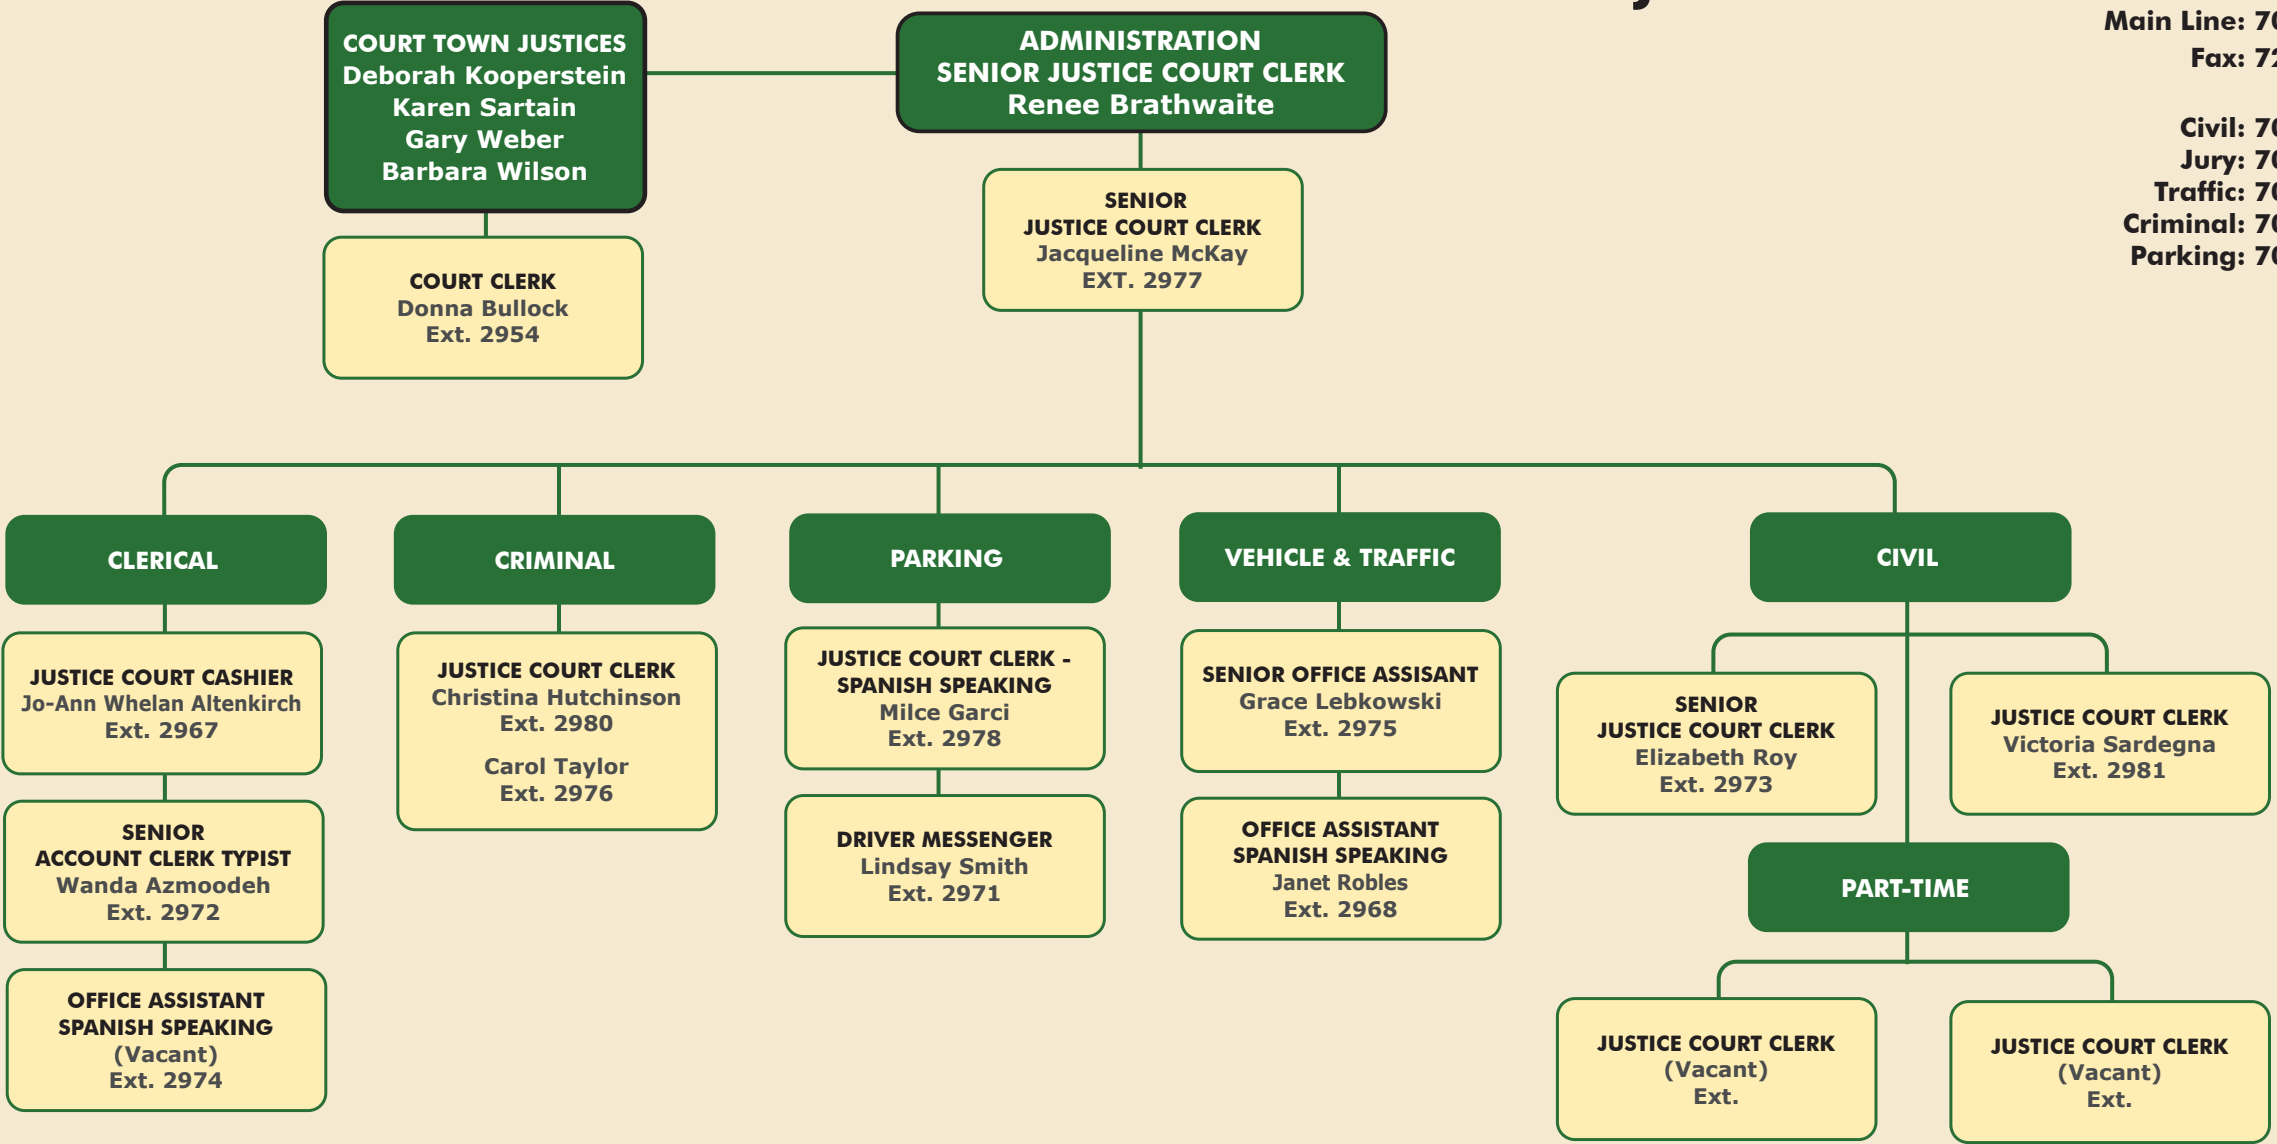 COURT TOWN JUSTICES
Deborah Kooperstein
Karen Sartain
Gary Weber
Barbara Wilson
ADMINISTRATION
SENIOR JUSTICE COURT CLERK
Renee Brathwaite
Main Line: 70
Fax: 72
Civil: 70
Jury: 70
Traffic: 70
Criminal: 70
Parking: 70
COURT CLERK
Donna Bullock
Ext. 2954
SENIOR
JUSTICE COURT CLERK
Jacqueline McKay
EXT. 2977
CLERICAL
JUSTICE COURT CASHIER
Jo-Ann Whelan Altenkirch
Ext. 2967
SENIOR
ACCOUNT CLERK TYPIST
Wanda Azmoodeh
Ext. 2972
OFFICE ASSISTANT
SPANISH SPEAKING
(Vacant)
Ext. 2974
CRIMINAL
JUSTICE COURT CLERK
Christina Hutchinson
Ext. 2980
Carol Taylor
Ext. 2976
PARKING
JUSTICE COURT CLERK -
SPANISH SPEAKING
Milce Garci
Ext. 2978
DRIVER MESSENGER
Lindsay Smith
Ext. 2971
VEHICLE & TRAFFIC
SENIOR OFFICE ASSISANT
Grace Lebkowski
Ext. 2975
OFFICE ASSISTANT
SPANISH SPEAKING
Janet Robles
Ext. 2968
CIVIL
SENIOR
JUSTICE COURT CLERK
Elizabeth Roy
Ext. 2973
JUSTICE COURT CLERK
Victoria Sardegna
Ext. 2981
PART-TIME
JUSTICE COURT CLERK
(Vacant)
Ext.
JUSTICE COURT CLERK
(Vacant)
Ext.